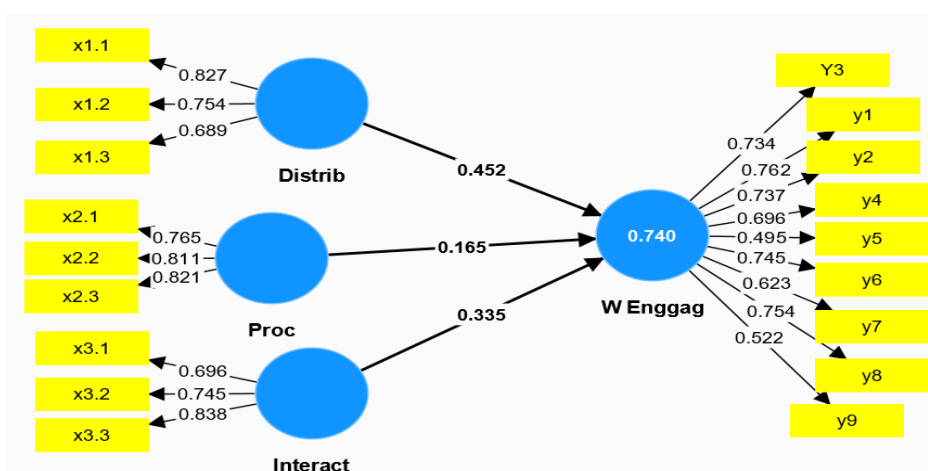 x1.1
0.827
x1.2
0.754
0.689
x1.3
Distrib
x2.1
0.765
x2.2
0.811
0.821
x2.3
Proc
x3.1
0.696
x3.2
0.745
0.838
x3.3
Interact
0.452
0.165
0.335
0.740
W Enggag
Y3
0.734
y1
0.762
y2
0.737
y4
0.696
y5
0.495
y6
0.745
y7
0.623
y8
0.754
y9
0.522